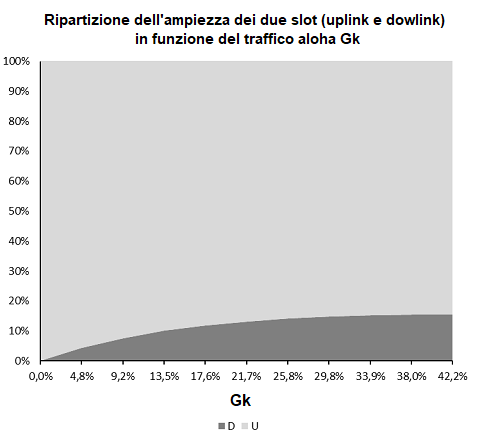 Ripartizione dell'ampiezza dei due slot (uplink e dowlink)
in funzione del traffico aloha Gk
100%
90%
80%
70%
60%
50%
40%
30%
20%
10%
0%
0,0% 4,8% 9,2% 13,5% 17,6% 21,7% 25,8% 29,8% 33,9% 38,0% 42,2%
Gk
D U